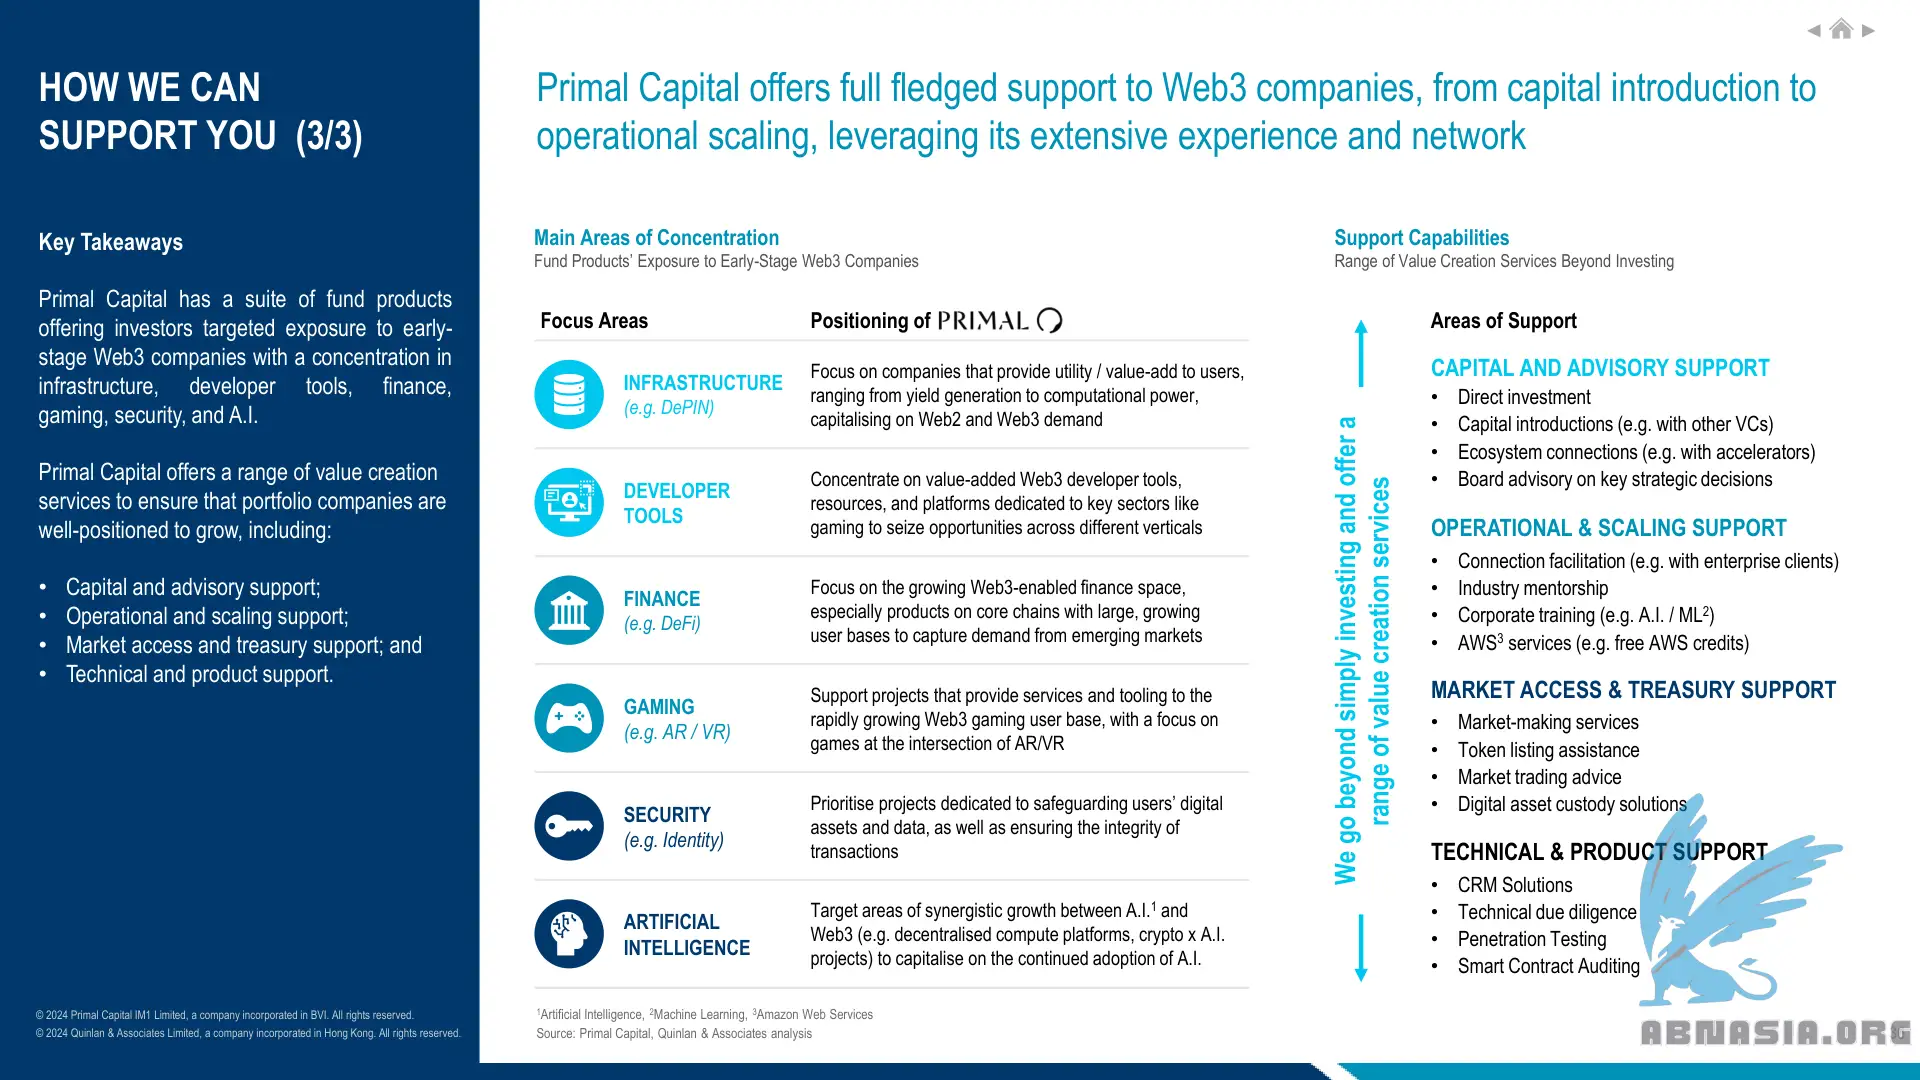 HOW WE CAN
SUPPORT YOU (3/3)
Key Takeaways
Primal Capital has a suite of fund products
offering investors targeted exposure to early-
stage Web3 companies with a concentration in
infrastructure, developer tools, finance,
gaming, security, and A.I.
Primal Capital offers a range of value creation
services to ensure that portfolio companies are
well-positioned to grow, including:
• Capital and advisory support;
• Operational and scaling support;
• Market access and treasury support; and
• Technical and product support.
© 2024 Primal Capital IM1 Limited, a company incorporated in BVI. All rights reserved.
© 2024 Quinlan & Associates Limited, a company incorporated in Hong Kong. All rights reserved.
Primal Capital offers full fledged support to Web3 companies, from capital introduction to
operational scaling, leveraging its extensive experience and network
Main Areas of Concentration
Fund Products' Exposure to Early-Stage Web3 Companies
Focus Areas
Positioning of PRIMAL
INFRASTRUCTURE
(e.g. DePIN)
Focus on companies that provide utility / value-add to users,
ranging from yield generation to computational power,
capitalising on Web2 and Web3 demand
DEVELOPER
TOOLS
Concentrate on value-added Web3 developer tools,
resources, and platforms dedicated to key sectors like
gaming to seize opportunities across different verticals
FINANCE
(e.g. DeFi)
Focus on the growing Web3-enabled finance space,
especially products on core chains with large, growing
user bases to capture demand from emerging markets
GAMING
(e.g. AR / VR)
Support projects that provide services and tooling to the
rapidly growing Web3 gaming user base, with a focus on
games at the intersection of AR/VR
SECURITY
(e.g. Identity)
Prioritise projects dedicated to safeguarding users' digital
assets and data, as well as ensuring the integrity of
transactions
ARTIFICIAL
INTELLIGENCE
Target areas of synergistic growth between A.I.¹ and
Web3 (e.g. decentralised compute platforms, crypto x A.I.
projects) to capitalise on the continued adoption of A.I.
¹Artificial Intelligence, ²Machine Learning, ³Amazon Web Services
Source: Primal Capital, Quinlan & Associates analysis
Support Capabilities
Range of Value Creation Services Beyond Investing
We go beyond simply investing and offer a
range of value creation services
Areas of Support
CAPITAL AND ADVISORY SUPPORT
• Direct investment
• Capital introductions (e.g. with other VCs)
• Ecosystem connections (e.g. with accelerators)
• Board advisory on key strategic decisions
OPERATIONAL & SCALING SUPPORT
• Connection facilitation (e.g. with enterprise clients)
• Industry mentorship
• Corporate training (e.g. A.I. / ML²)
• AWS³ services (e.g. free AWS credits)
MARKET ACCESS & TREASURY SUPPORT
• Market-making services
• Token listing assistance
• Market trading advice
• Digital asset custody solutions
TECHNICAL & PRODUCT SUPPORT
• CRM Solutions
• Technical due diligence
• Penetration Testing
• Smart Contract Auditing
ABNASIA.ORG